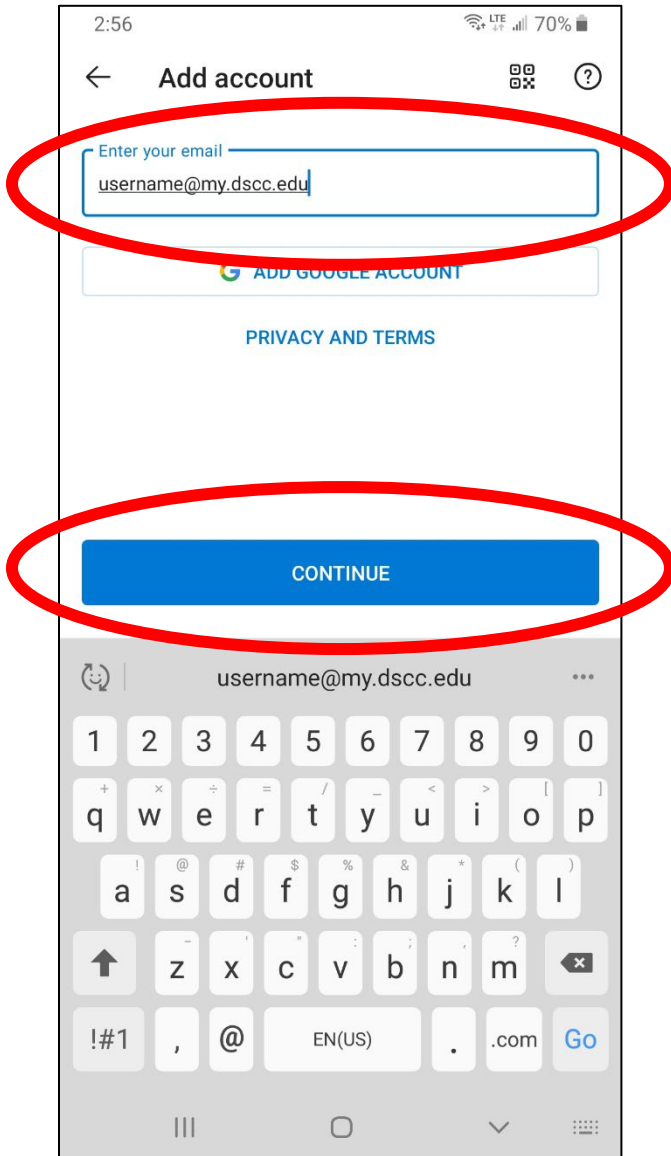 2:56 LTE 70%
Add account
Enter your email
username@my.dscc.edu
G ADD GOOGLE ACCOUNT
PRIVACY AND TERMS
CONTINUE
username@my.dscc.edu
1 2 3 4 5 6 7 8 9 0
+ × ÷ = / _ < > [ ]
q w e r t y u i o p
! @ # $ % & * ( )
a s d f g h j k l
- ' " : ; , ?
z x c v b n m
!#1 , @ EN(US) . .com Go